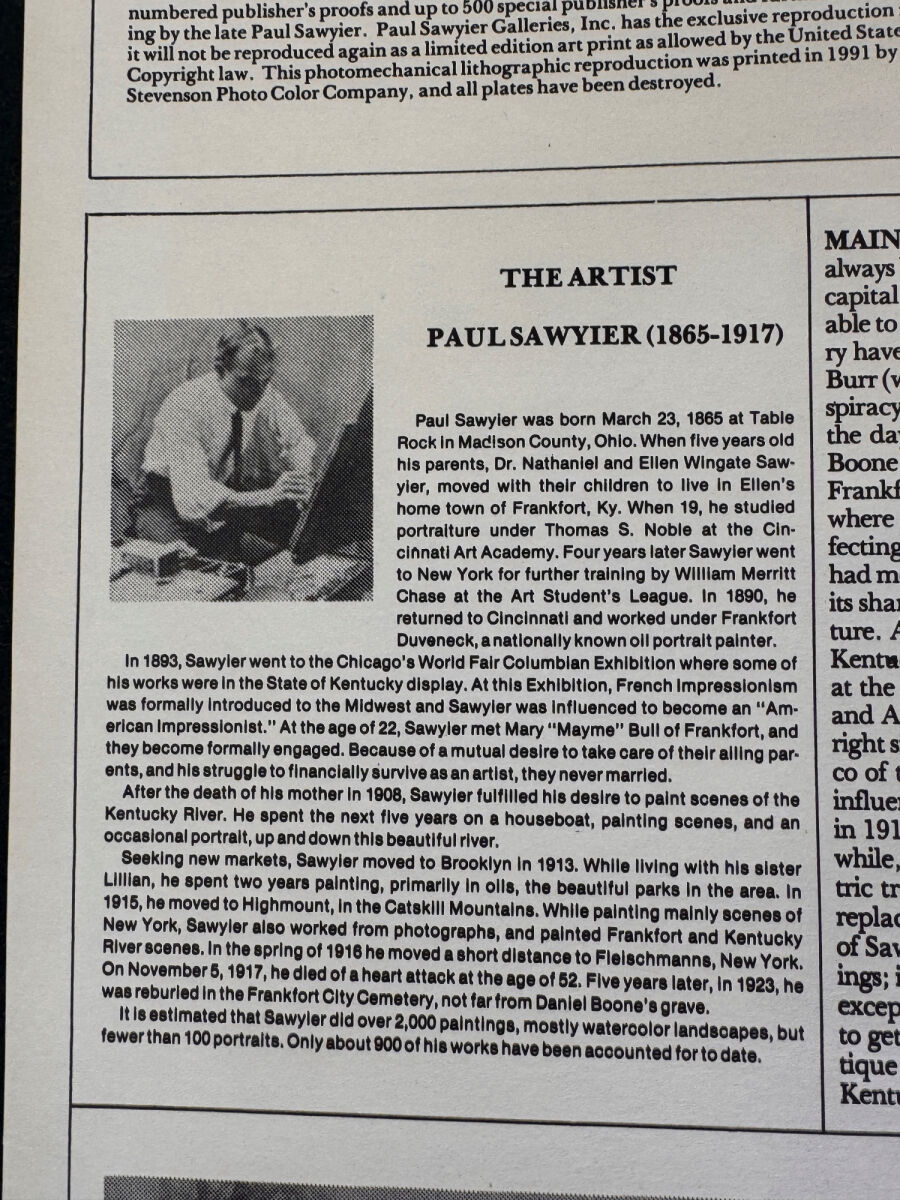 numbered publisher's proofs and up to 500 special publisher's proofs and
ing by the late Paul Sawyier. Paul Sawyier Galleries, Inc. has the exclusive reproduction
it will not be reproduced again as a limited edition art print as allowed by the United State
Copyright law. This photomechanical lithographic reproduction was printed in 1991 by
Stevenson Photo Color Company, and all plates have been destroyed.
THE ARTIST
PAUL SAWYIER (1865-1917)
Paul Sawyier was born March 23, 1865 at Table
Rock in Madison County, Ohio. When five years old
his parents, Dr. Nathaniel and Ellen Wingate Saw-
yier, moved with their children to live in Ellen's
home town of Frankfort, Ky. When 19, he studied
portraiture under Thomas S. Noble at the Cin-
cinnati Art Academy. Four years later Sawyier went
to New York for further training by William Merritt
Chase at the Art Student's League. In 1890, he
returned to Cincinnati and worked under Frankfort
Duveneck, a nationally known oil portrait painter.
In 1893, Sawyier went to the Chicago's World Fair Columbian Exhibition where some of
his works were in the State of Kentucky display. At this Exhibition, French Impressionism
was formally introduced to the Midwest and Sawyier was influenced to become an "Am-
erican Impressionist." At the age of 22, Sawyier met Mary "Mayme" Bull of Frankfort, and
they become formally engaged. Because of a mutual desire to take care of their ailing par-
ents, and his struggle to financially survive as an artist, they never married.
After the death of his mother in 1908, Sawyier fulfilled his desire to paint scenes of the
Kentucky River. He spent the next five years on a houseboat, painting scenes, and an
occasional portrait, up and down this beautiful river.
Seeking new markets, Sawyier moved to Brooklyn in 1913. While living with his sister
Lillian, he spent two years painting, primarily in oils, the beautiful parks in the area. In
1915, he moved to Highmount, in the Catskill Mountains. While painting mainly scenes of
New York, Sawyier also worked from photographs, and painted Frankfort and Kentucky
River scenes. In the spring of 1916 he moved a short distance to Fleischmanns, New York.
On November 5, 1917, he died of a heart attack at the age of 52. Five years later, in 1923, he
was reburied in the Frankfort City Cemetery, not far from Daniel Boone's grave.
It is estimated that Sawyier did over 2,000 paintings, mostly watercolor landscapes, but
fewer than 100 portraits. Only about 900 of his works have been accounted for to date.
MAIN
always
capital
able to
ry have
Burr (w
spiracy
the da
Boone
Frankf
where
fecting
had m
its shar
ture. A
Kentu
at the
and A
right s
co of t
influe
in 191
while,
tric tr
replac
of Saw
ings; i
excep
to get
tique
Kentu